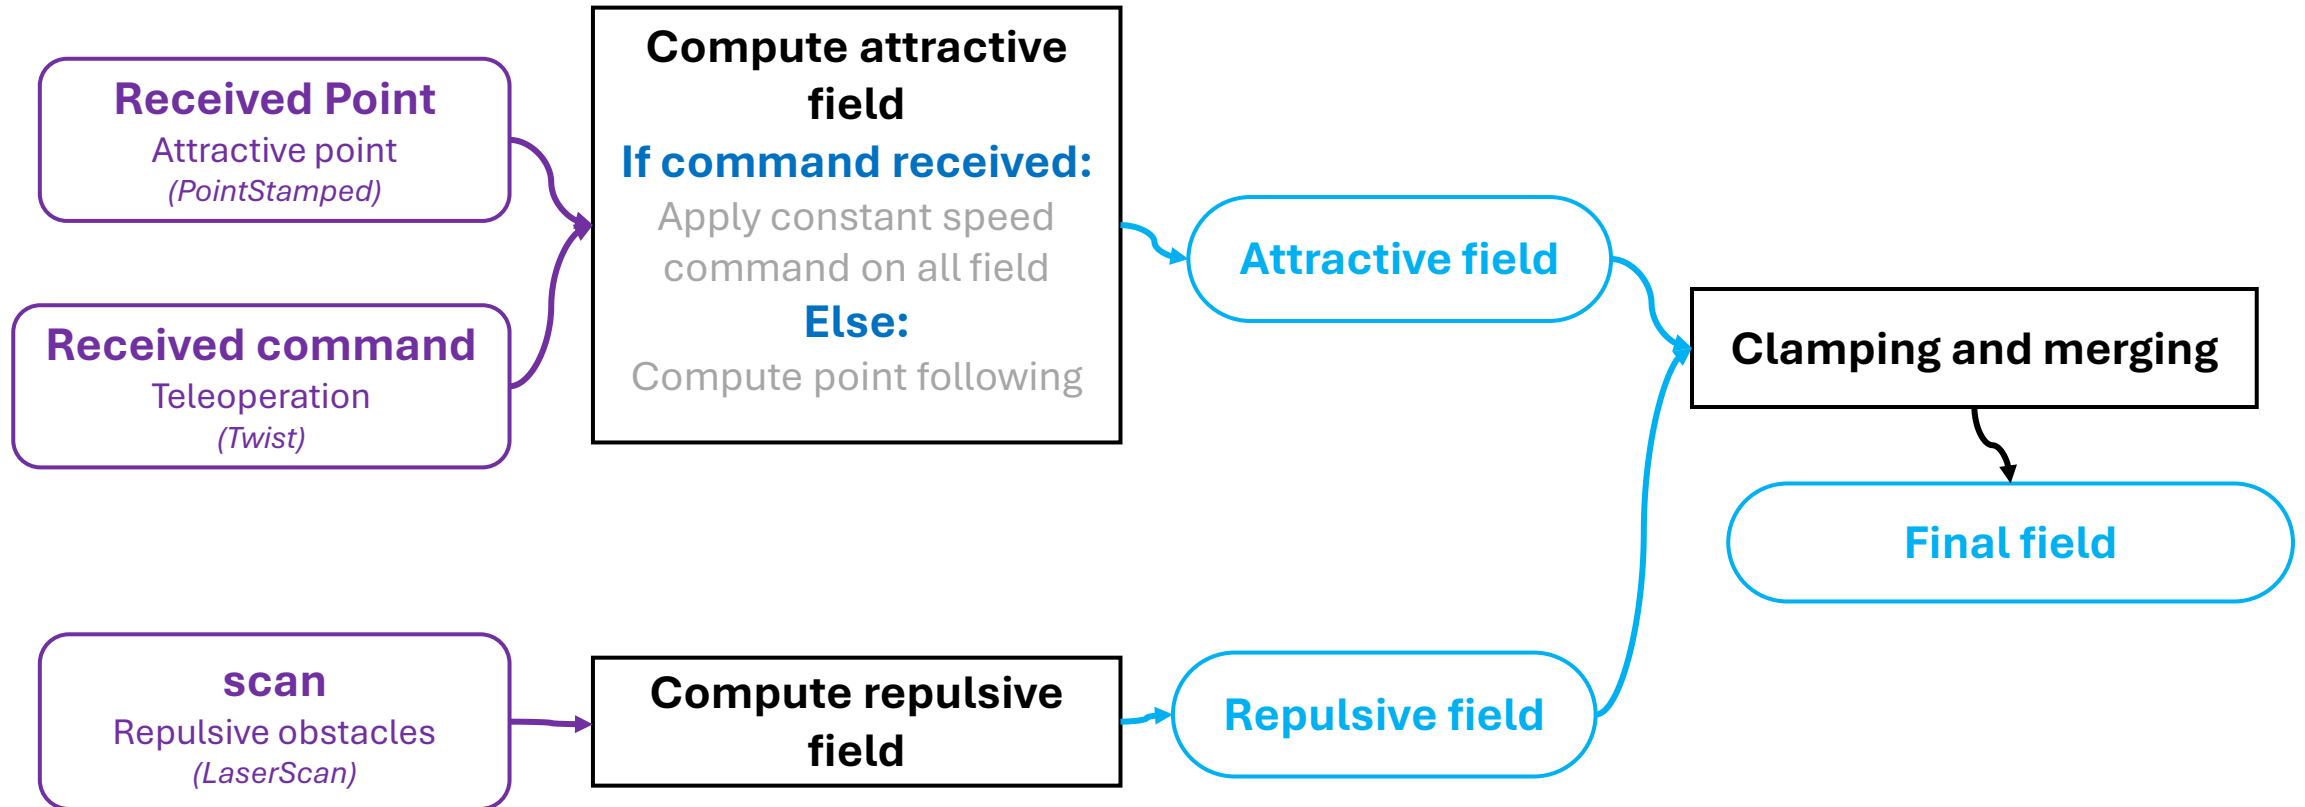 Received Point
Attractive point
(PointStamped)
Received command
Teleoperation
(Twist)
scan
Repulsive obstacles
(LaserScan)
Compute attractive
field
If command received:
Apply constant speed
command on all field
Else:
Compute point following
Compute repulsive
field
Attractive field
Repulsive field
Clamping and merging
Final field